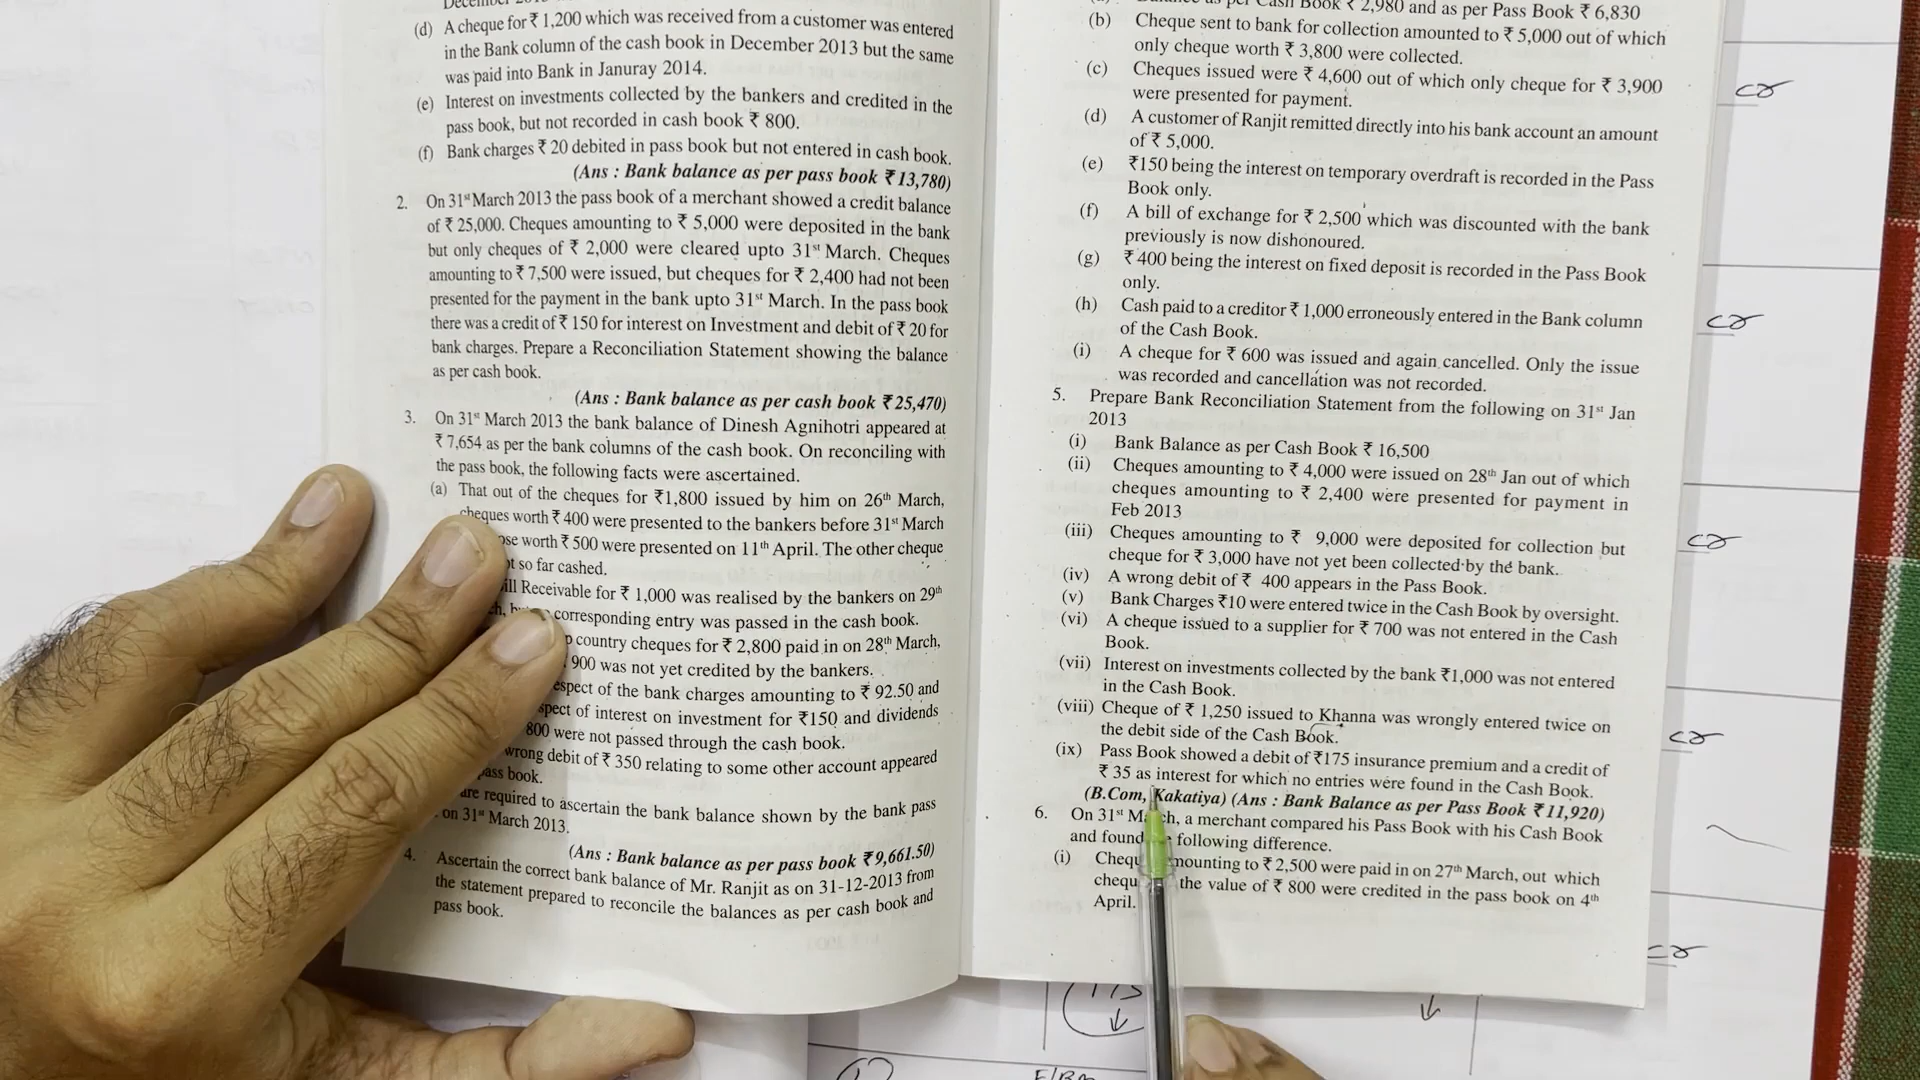 (d) A cheque for ₹ 1,200 which was received from a customer was entered
in the Bank column of the cash book in December 2013 but the same
was paid into Bank in Januray 2014.
(e) Interest on investments collected by the bankers and credited in the
pass book, but not recorded in cash book ₹ 800.
(f) Bank charges ₹ 20 debited in pass book but not entered in cash book.
(Ans : Bank balance as per pass book ₹ 13,780)
2. On 31st March 2013 the pass book of a merchant showed a credit balance
of ₹ 25,000. Cheques amounting to ₹ 5,000 were deposited in the bank
but only cheques of ₹ 2,000 were cleared upto 31st March. Cheques
amounting to ₹ 7,500 were issued, but cheques for ₹ 2,400 had not been
presented for the payment in the bank upto 31st March. In the pass book
there was a credit of ₹ 150 for interest on Investment and debit of ₹ 20 for
bank charges. Prepare a Reconciliation Statement showing the balance
as per cash book.
(Ans : Bank balance as per cash book ₹ 25,470)
3. On 31st March 2013 the bank balance of Dinesh Agnihotri appeared at
₹ 7,654 as per the bank columns of the cash book. On reconciling with
the pass book, the following facts were ascertained.
(a) That out of the cheques for ₹1,800 issued by him on 26th March,
cheques worth ₹ 400 were presented to the bankers before 31st March
worth ₹ 500 were presented on 11th April. The other cheque
so far cashed.
Receivable for ₹ 1,000 was realised by the bankers on 29th
corresponding entry was passed in the cash book.
country cheques for ₹ 2,800 paid in on 28th March,
900 was not yet credited by the bankers.
of the bank charges amounting to ₹ 92.50 and
of interest on investment for ₹150 and dividends
800 were not passed through the cash book.
wrong debit of ₹ 350 relating to some other account appeared
pass book.
are required to ascertain the bank balance shown by the bank pass
on 31st March 2013.
(Ans : Bank balance as per pass book ₹ 9,661.50)
4. Ascertain the correct bank balance of Mr. Ranjit as on 31-12-2013 from
the statement prepared to reconcile the balances as per cash book and
pass book.
as per Cash Book ₹ 2,980 and as per Pass Book ₹ 6,830
(b) Cheque sent to bank for collection amounted to ₹ 5,000 out of which
only cheque worth ₹ 3,800 were collected.
(c) Cheques issued were ₹ 4,600 out of which only cheque for ₹ 3,900
were presented for payment.
(d) A customer of Ranjit remitted directly into his bank account an amount
of ₹ 5,000.
(e) ₹150 being the interest on temporary overdraft is recorded in the Pass
Book only.
(f) A bill of exchange for ₹ 2,500 which was discounted with the bank
previously is now dishonoured.
(g) ₹ 400 being the interest on fixed deposit is recorded in the Pass Book
only.
(h) Cash paid to a creditor ₹ 1,000 erroneously entered in the Bank column
of the Cash Book.
(i) A cheque for ₹ 600 was issued and again cancelled. Only the issue
was recorded and cancellation was not recorded.
5. Prepare Bank Reconciliation Statement from the following on 31st Jan
2013
(i) Bank Balance as per Cash Book ₹ 16,500
(ii) Cheques amounting to ₹ 4,000 were issued on 28th Jan out of which
cheques amounting to ₹ 2,400 were presented for payment in
Feb 2013
(iii) Cheques amounting to ₹ 9,000 were deposited for collection but
cheque for ₹ 3,000 have not yet been collected by the bank.
(iv) A wrong debit of ₹ 400 appears in the Pass Book.
(v) Bank Charges ₹10 were entered twice in the Cash Book by oversight.
(vi) A cheque issued to a supplier for ₹ 700 was not entered in the Cash
Book.
(vii) Interest on investments collected by the bank ₹1,000 was not entered
in the Cash Book.
(viii) Cheque of ₹ 1,250 issued to Khanna was wrongly entered twice on
the debit side of the Cash Book.
(ix) Pass Book showed a debit of ₹175 insurance premium and a credit of
₹ 35 as interest for which no entries were found in the Cash Book.
(B.Com, Kakatiya) (Ans : Bank Balance as per Pass Book ₹ 11,920)
6. On 31st March, a merchant compared his Pass Book with his Cash Book
and found following difference.
(i) amounting to ₹ 2,500 were paid in on 27th March, out which
the value of ₹ 800 were credited in the pass book on 4th
April.